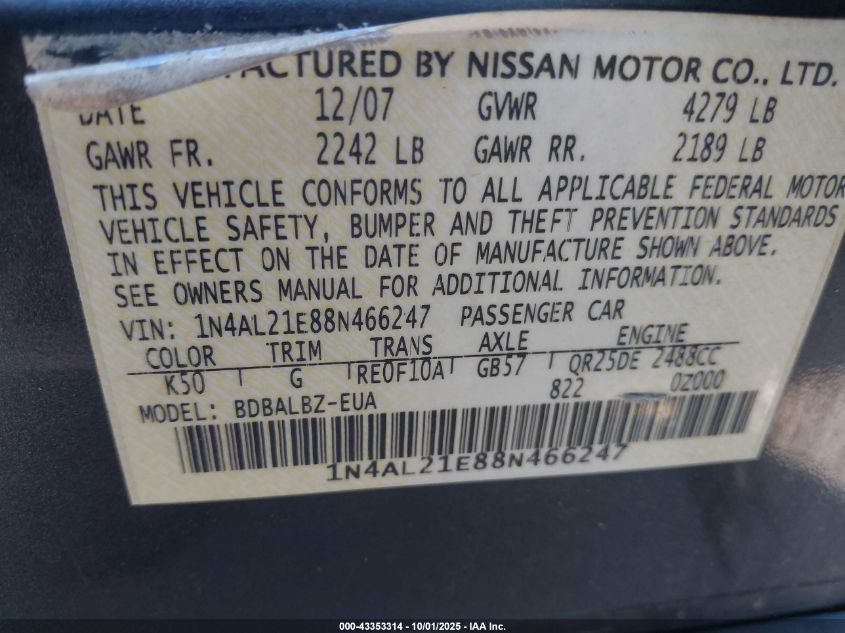 ACTURED BY NISSAN MOTOR CO., LTD.
DATE 12/07 GVWR 4279 LB
GAWR FR. 2242 LB GAWR RR. 2189 LB
THIS VEHICLE CONFORMS TO ALL APPLICABLE FEDERAL MOTOR
VEHICLE SAFETY, BUMPER AND THEFT PREVENTION STANDARDS
IN EFFECT ON THE DATE OF MANUFACTURE SHOWN ABOVE.
SEE OWNERS MANUAL FOR ADDITIONAL INFORMATION.
VIN: 1N4AL21E88N466247 PASSENGER CAR
COLOR TRIM TRANS AXLE ENGINE
K50 G RE0F10A GB57 QR25DE 2488CC
MODEL: BDBALBZ-EUA 822 0Z000
1N4AL21E88N466247
000-43353314 - 10/01/2025 - IAA Inc.